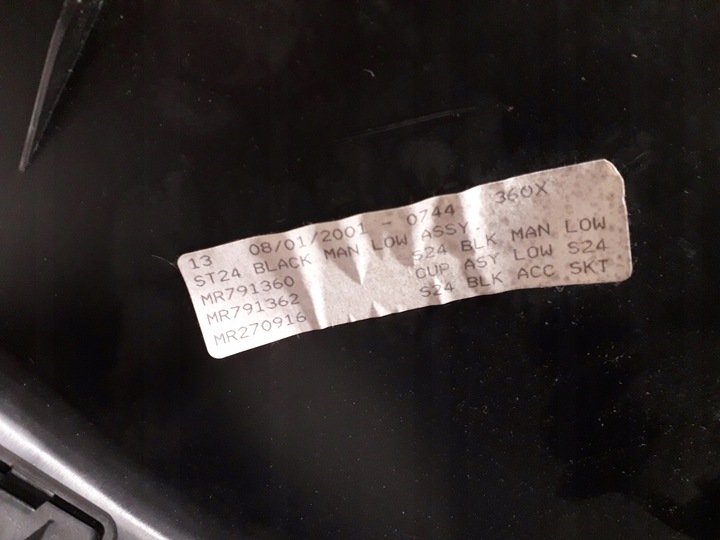 13 08/01/2001 - 0744 360X
ST24 BLACK MAN LOW ASSY.
MR791360 S24 BLK MAN LOW
MR791362 CUP ASY LOW S24
MR270916 S24 BLK ACC SKT